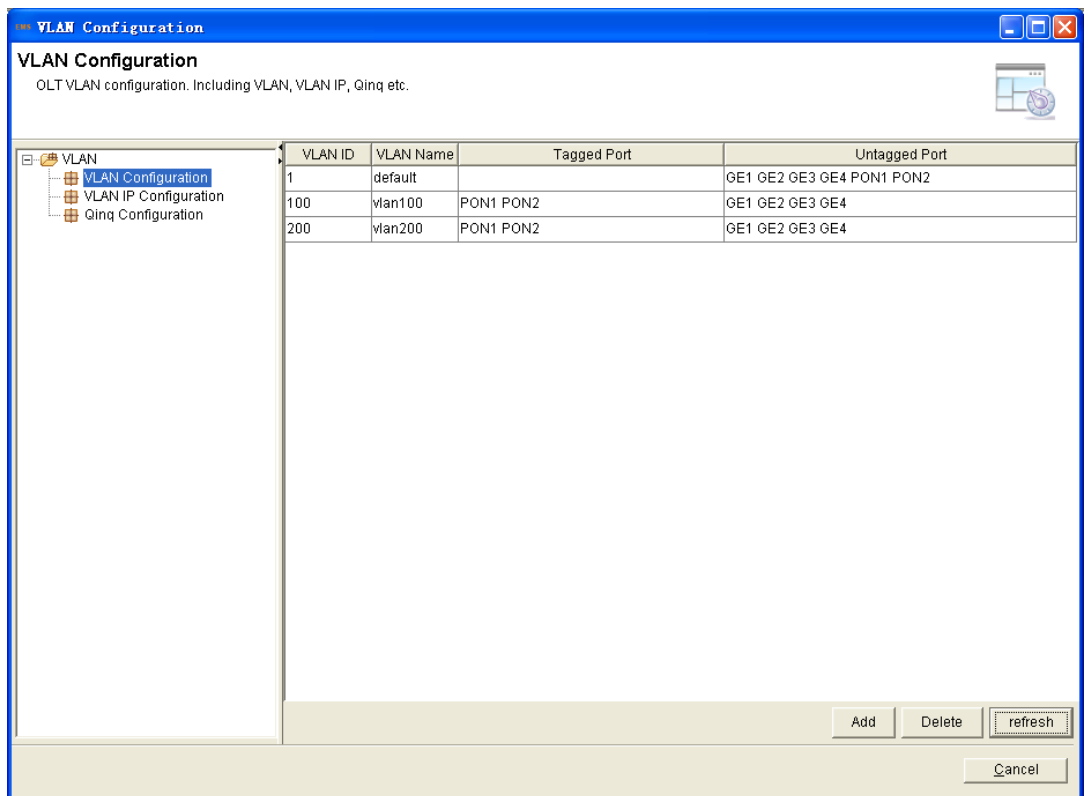 EMS VLAN Configuration
VLAN Configuration
OLT VLAN configuration. Including VLAN, VLAN IP, Qinq etc.
VLAN
VLAN Configuration
VLAN IP Configuration
Qinq Configuration
VLAN ID VLAN Name Tagged Port Untagged Port
1 default GE1 GE2 GE3 GE4 PON1 PON2
100 vlan100 PON1 PON2 GE1 GE2 GE3 GE4
200 vlan200 PON1 PON2 GE1 GE2 GE3 GE4
Add Delete refresh
Cancel